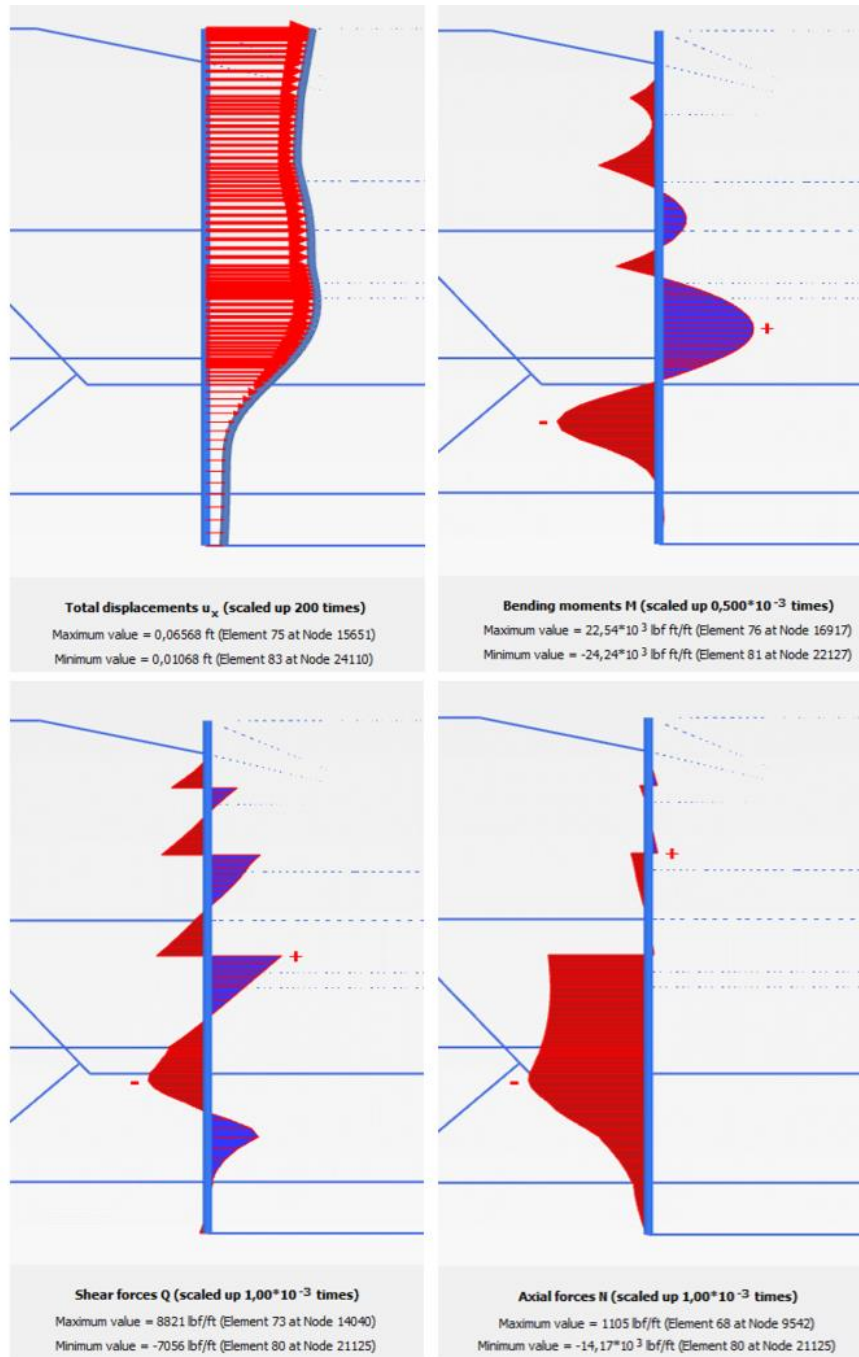 Total displacements uₓ (scaled up 200 times)
Maximum value = 0,06568 ft (Element 75 at Node 15651)
Minimum value = 0,01068 ft (Element 83 at Node 24110)
+
-
Bending moments M (scaled up 0,500*10⁻³ times)
Maximum value = 22,54*10³ lbf ft/ft (Element 76 at Node 16917)
Minimum value = -24,24*10³ lbf ft/ft (Element 81 at Node 22127)
+
-
Shear forces Q (scaled up 1,00*10⁻³ times)
Maximum value = 8821 lbf/ft (Element 73 at Node 14040)
Minimum value = -7056 lbf/ft (Element 80 at Node 21125)
+
-
Axial forces N (scaled up 1,00*10⁻³ times)
Maximum value = 1105 lbf/ft (Element 68 at Node 9542)
Minimum value = -14,17*10³ lbf/ft (Element 80 at Node 21125)